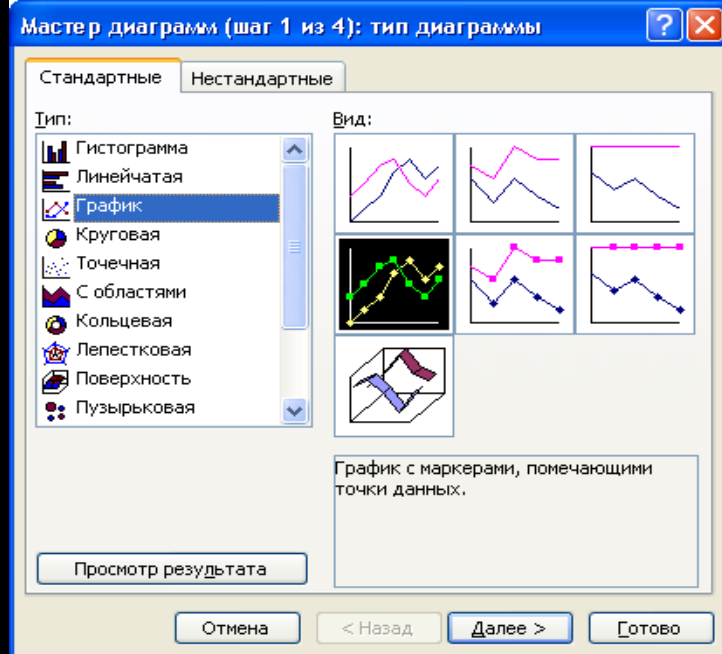 Мастер диаграмм (шаг 1 из 4): тип диаграммы
Стандартные
Нестандартные
Тип:
Гистограмма
Линейчатая
График
Круговая
Точечная
С областями
Кольцевая
Лепестковая
Поверхность
Пузырьковая
Вид:
График с маркерами, помечающими
точки данных.
Просмотр результата
Отмена
< Назад
Далее >
Готово